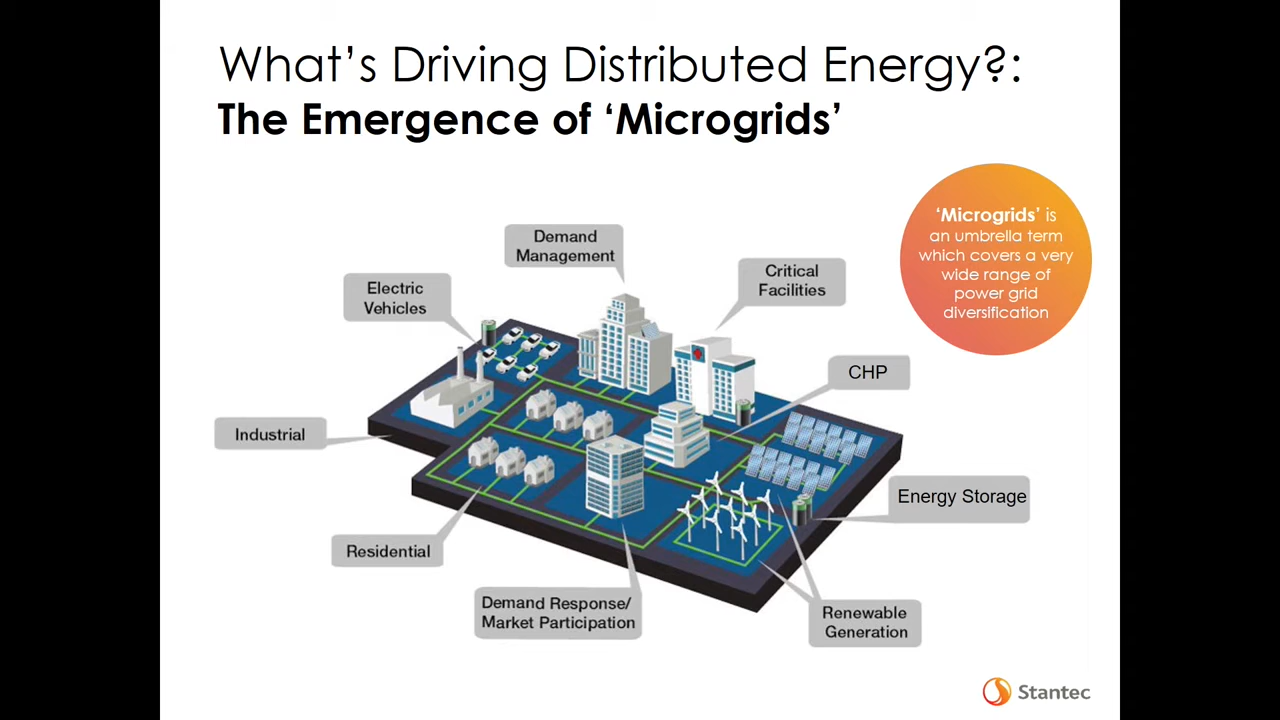 What's Driving Distributed Energy?:
The Emergence of ‘Microgrids’
‘Microgrids’ is
an umbrella term
which covers a very
wide range of
power grid
diversification
Demand
Management
Critical
Facilities
Electric
Vehicles
CHP
Industrial
Energy Storage
Residential
Demand Response/
Market Participation
Renewable
Generation
Stantec